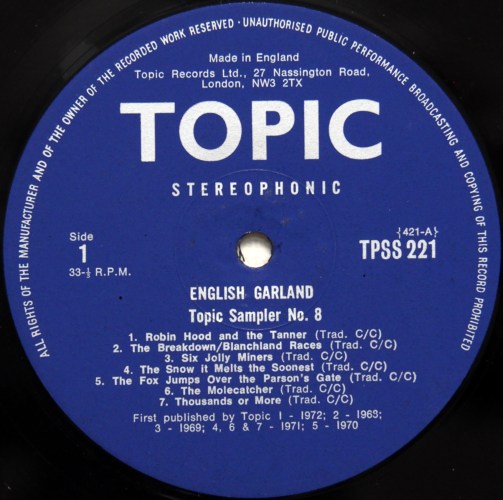 ALL RIGHTS OF THE MANUFACTURER AND OF THE OWNER OF THE RECORDED WORK RESERVED · UNAUTHORISED PUBLIC PERFORMANCE BROADCASTING AND COPYING OF THIS RECORD PROHIBITED
Made in England
Topic Records Ltd., 27 Nassington Road,
London, NW3 2TX
TOPIC
STEREOPHONIC
Side
1
33-⅓ R.P.M.
{421-A}
TPSS 221
ENGLISH GARLAND
Topic Sampler No. 8
1. Robin Hood and the Tanner (Trad. C/C)
2. The Breakdown/Blanchland Races (Trad. C/C)
3. Six Jolly Miners (Trad. C/C)
4. The Snow it Melts the Soonest (Trad. C/C)
5. The Fox Jumps Over the Parson's Gate (Trad. C/C)
6. The Molecatcher (Trad. C/C)
7. Thousands or More (Trad. C/C)
First published by Topic 1 - 1972; 2 - 1963;
3 - 1969; 4, 6 & 7 - 1971; 5 - 1970